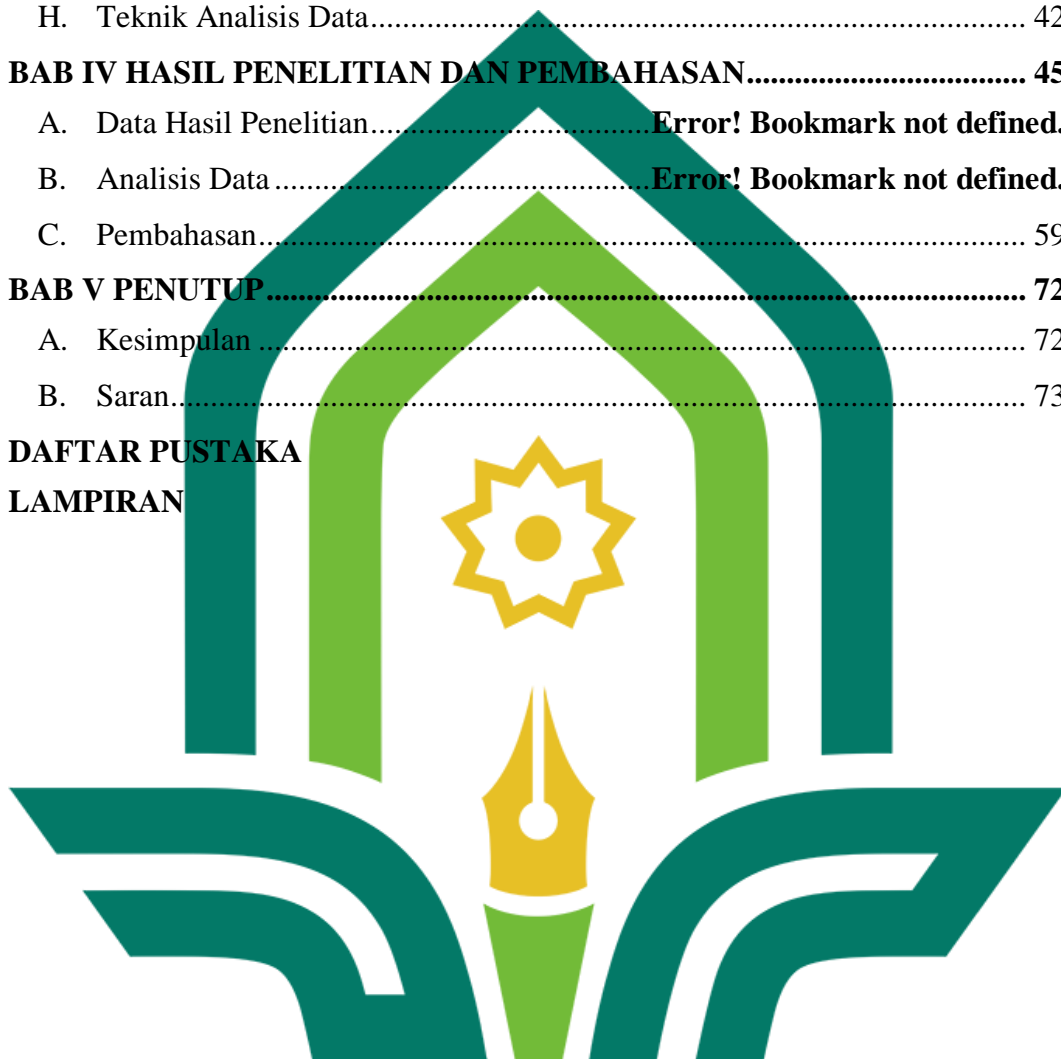 H. Teknik Analisis Data............................................................................ 42
BAB IV HASIL PENELITIAN DAN PEMBAHASAN................................ 45
A. Data Hasil Penelitian................................Error! Bookmark not defined.
B. Analisis Data ...........................................Error! Bookmark not defined.
C. Pembahasan......................................................................................... 59
BAB V PENUTUP....................................................................................... 72
A. Kesimpulan ......................................................................................... 72
B. Saran.................................................................................................... 73
DAFTAR PUSTAKA
LAMPIRAN